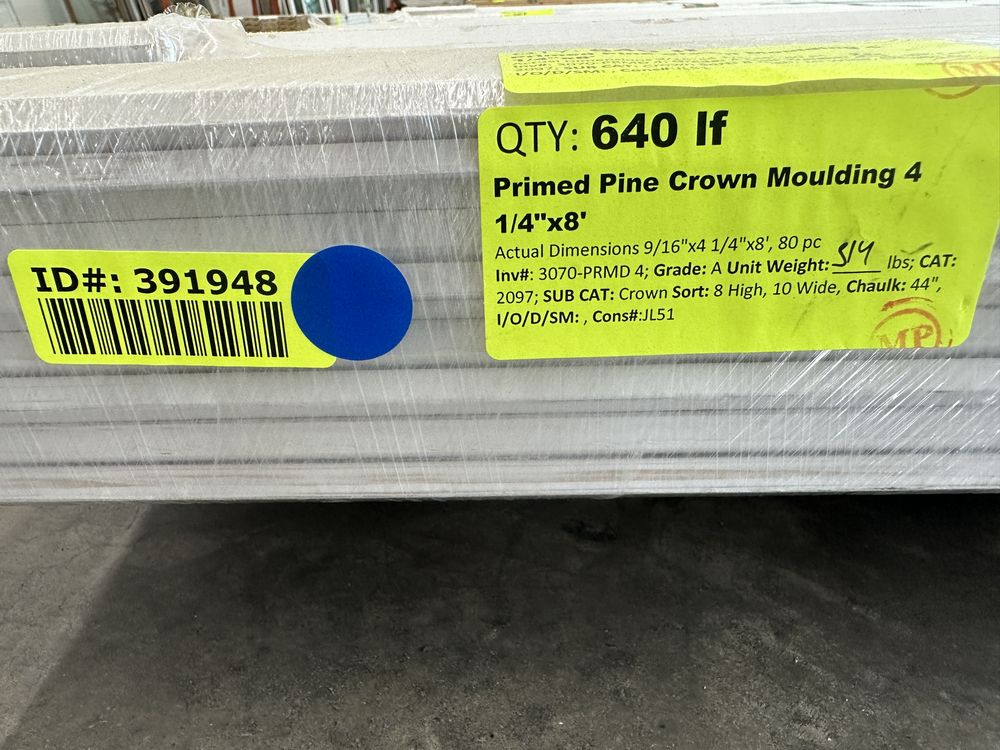 QTY: 640 lf
Primed Pine Crown Moulding 4
1/4"x8'
Actual Dimensions 9/16"x4 1/4"x8', 80 pc
Inv#: 3070-PRMD 4; Grade: A Unit Weight: 514 lbs; CAT:
2097; SUB CAT: Crown Sort: 8 High, 10 Wide, Chaulk: 44",
I/O/D/SM: , Cons#:JL51
MP
ID#: 391948